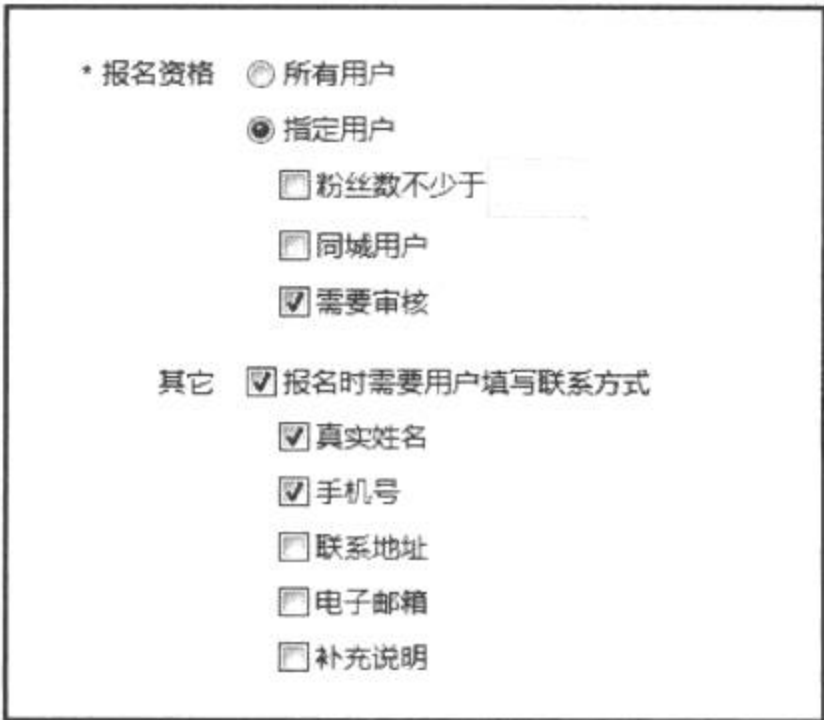 * 报名资格 所有用户
指定用户
粉丝数不少于
同城用户
需要审核
其它 报名时需要用户填写联系方式
真实姓名
手机号
联系地址
电子邮箱
补充说明